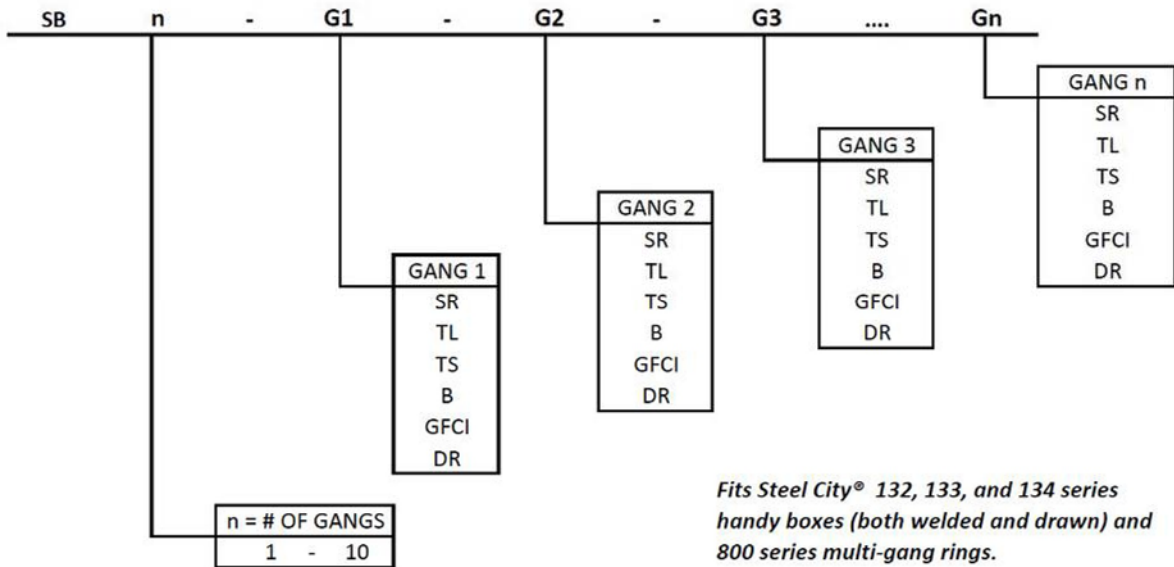 SB n - G1 - G2 - G3 .... Gn
GANG n
SR
TL
TS
B
GFCI
DR
GANG 3
SR
TL
TS
B
GFCI
DR
GANG 2
SR
TL
TS
B
GFCI
DR
GANG 1
SR
TL
TS
B
GFCI
DR
n = # OF GANGS
1 - 10
Fits Steel City® 132, 133, and 134 series
handy boxes (both welded and drawn) and
800 series multi-gang rings.